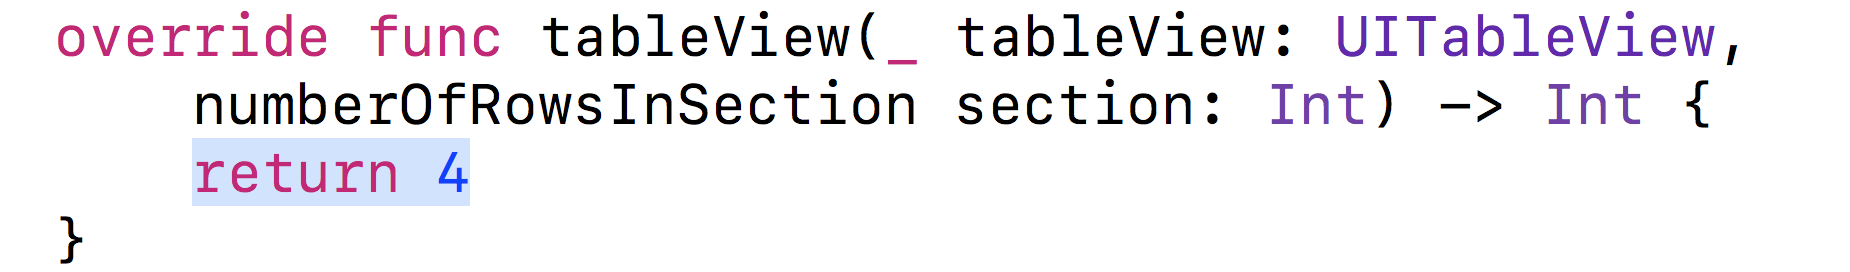 override func tableView(_ tableView: UITableView,
numberOfRowsInSection section: Int) -> Int {
return 4
}